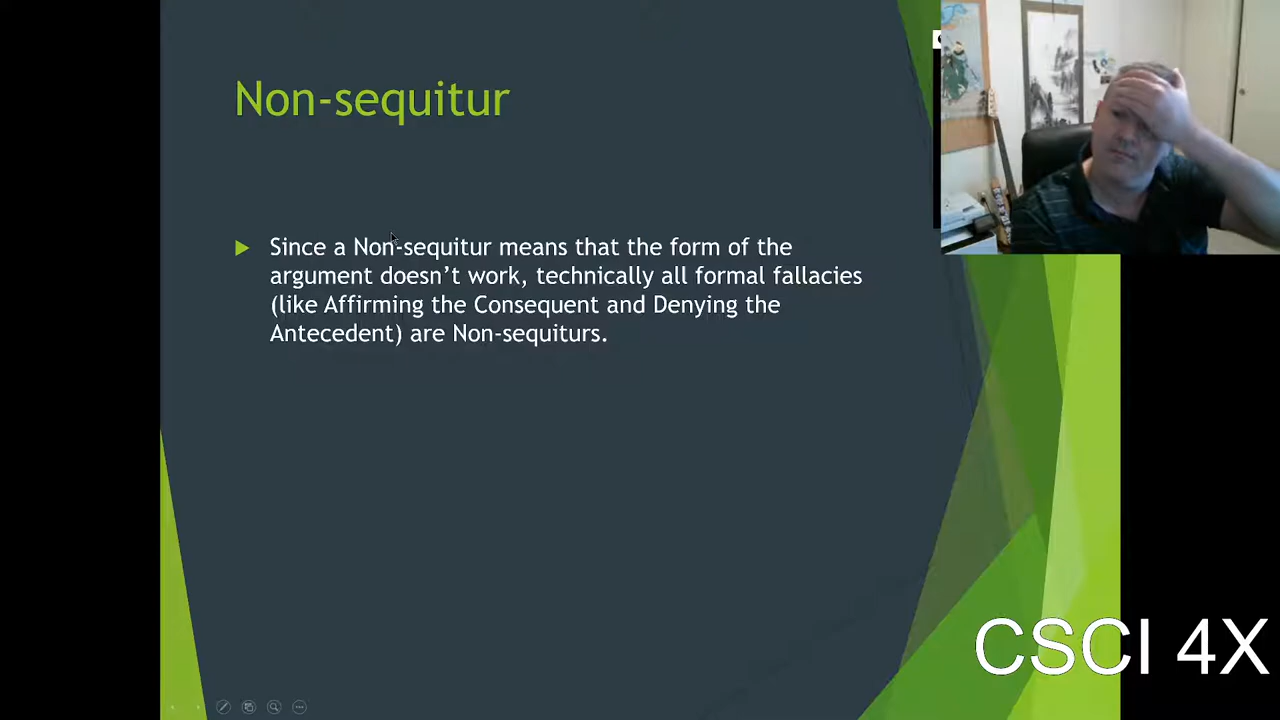 Non-sequitur
Since a Non-sequitur means that the form of the
argument doesn’t work, technically all formal fallacies
(like Affirming the Consequent and Denying the
Antecedent) are Non-sequiturs.
CSCI 4X